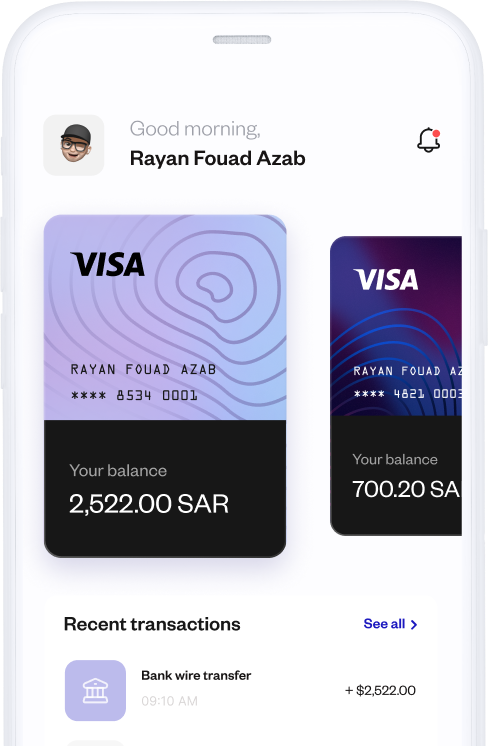 Good morning,
Rayan Fouad Azab
VISA
RAYAN FOUAD AZAB
**** 8534 0001
Your balance
2,522.00 SAR
VISA
RAYAN FOUAD AZ
**** 4821 0003
Your balance
700.20 SA
Recent transactions
See all
Bank wire transfer
09:10 AM
+ $2,522.00